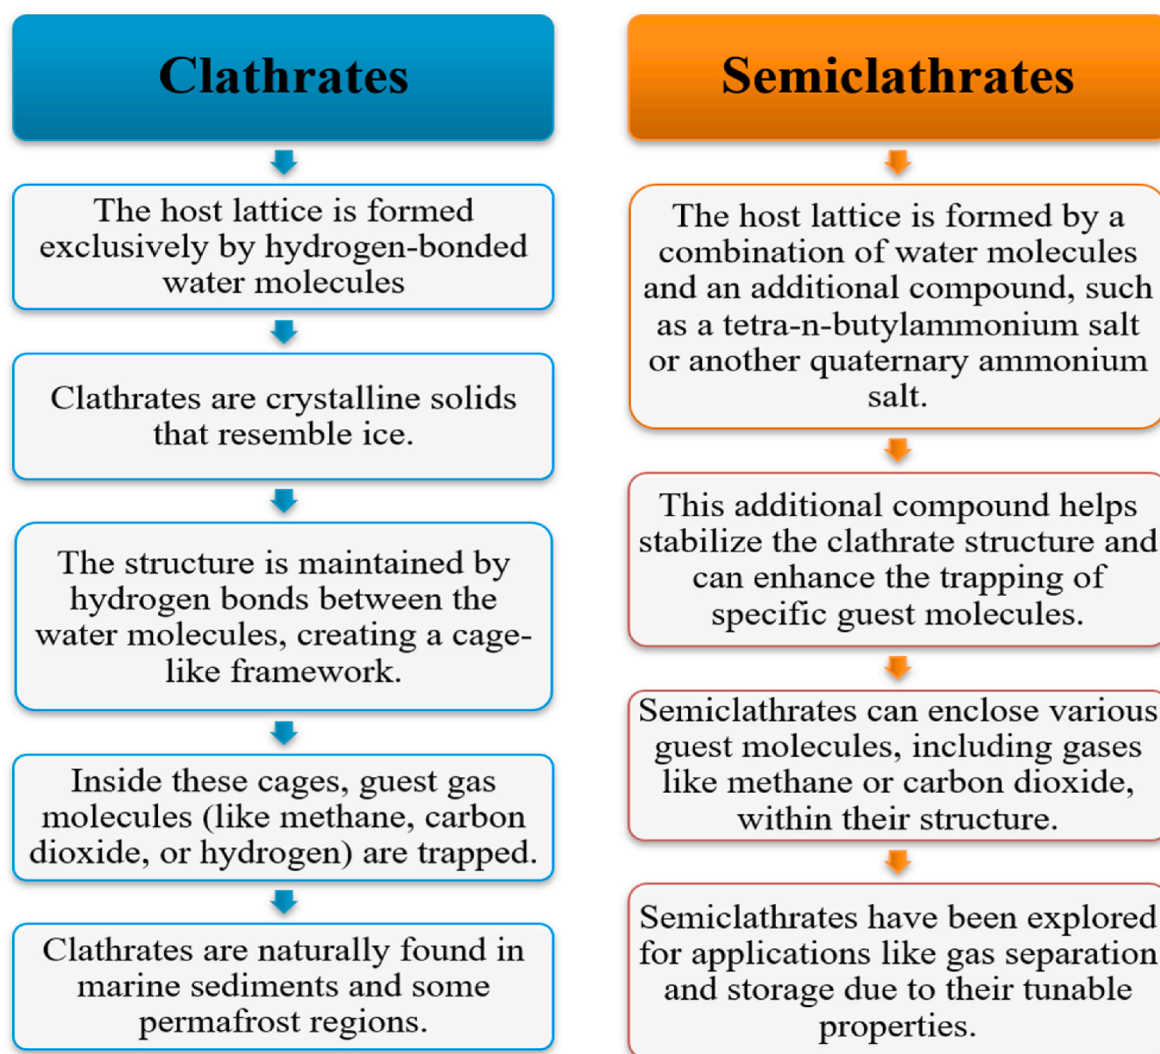 Clathrates
The host lattice is formed
exclusively by hydrogen-bonded
water molecules
Clathrates are crystalline solids
that resemble ice.
The structure is maintained by
hydrogen bonds between the
water molecules, creating a cage-
like framework.
Inside these cages, guest gas
molecules (like methane, carbon
dioxide, or hydrogen) are trapped.
Clathrates are naturally found in
marine sediments and some
permafrost regions.
Semiclathrates
The host lattice is formed by a
combination of water molecules
and an additional compound, such
as a tetra-n-butylammonium salt
or another quaternary ammonium
salt.
This additional compound helps
stabilize the clathrate structure and
can enhance the trapping of
specific guest molecules.
Semiclathrates can enclose various
guest molecules, including gases
like methane or carbon dioxide,
within their structure.
Semiclathrates have been explored
for applications like gas separation
and storage due to their tunable
properties.